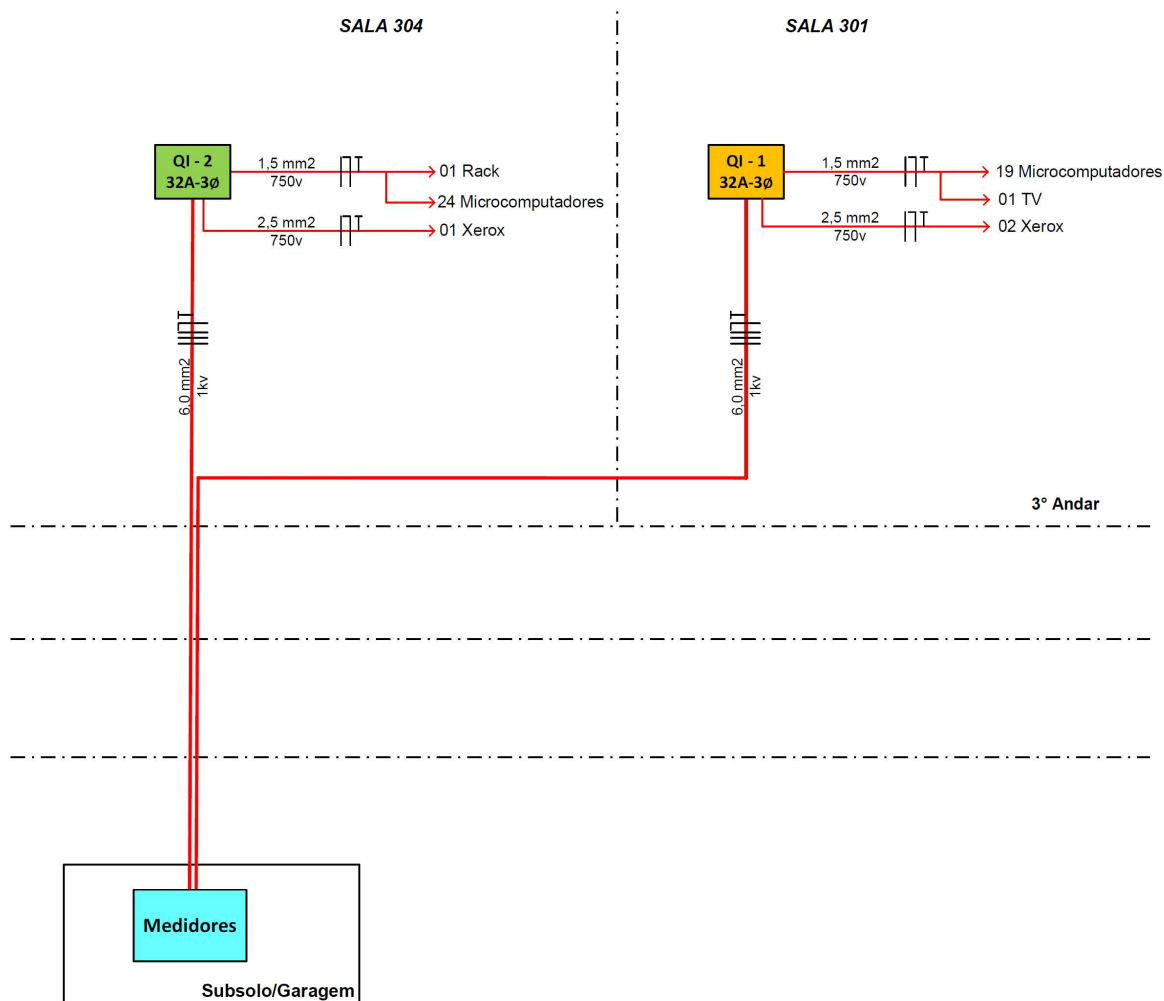 SALA 304
SALA 301
QI - 2
32A-3ø
1,5 mm2
750v
01 Rack
24 Microcomputadores
2,5 mm2
750v
01 Xerox
QI - 1
32A-3ø
1,5 mm2
750v
19 Microcomputadores
01 TV
2,5 mm2
750v
02 Xerox
6,0 mm2
1kv
6,0 mm2
1kv
3° Andar
Medidores
Subsolo/Garagem